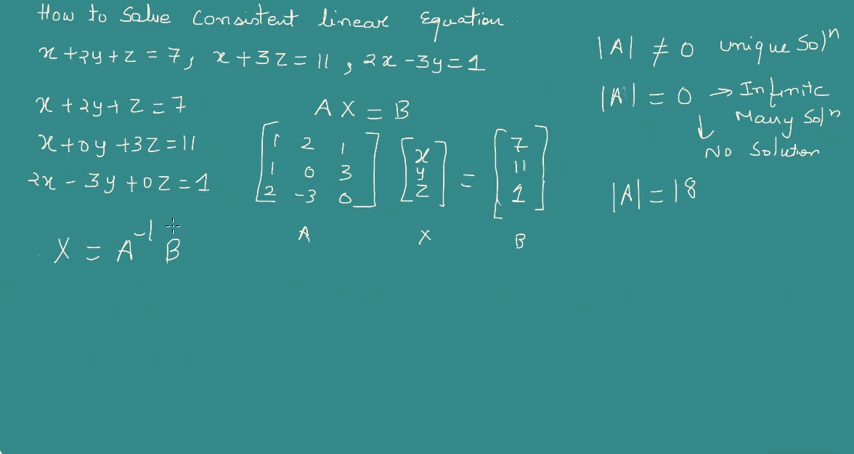 How to Solve Consistent linear Equation
x+2y+z = 7, x+3z=11, 2x-3y=1
x+2y+z=7
x+0y+3z=11
2x-3y+0z=1
X = A⁻¹ B
AX = B
[1 2 1] [x] = [7]
[1 0 3] [y] [11]
[2 -3 0] [z] [1]
A X B
|A| ≠ 0 unique Solⁿ
|A| = 0 → Infinite
Many Solⁿ
↓
No Solution
|A| = 18